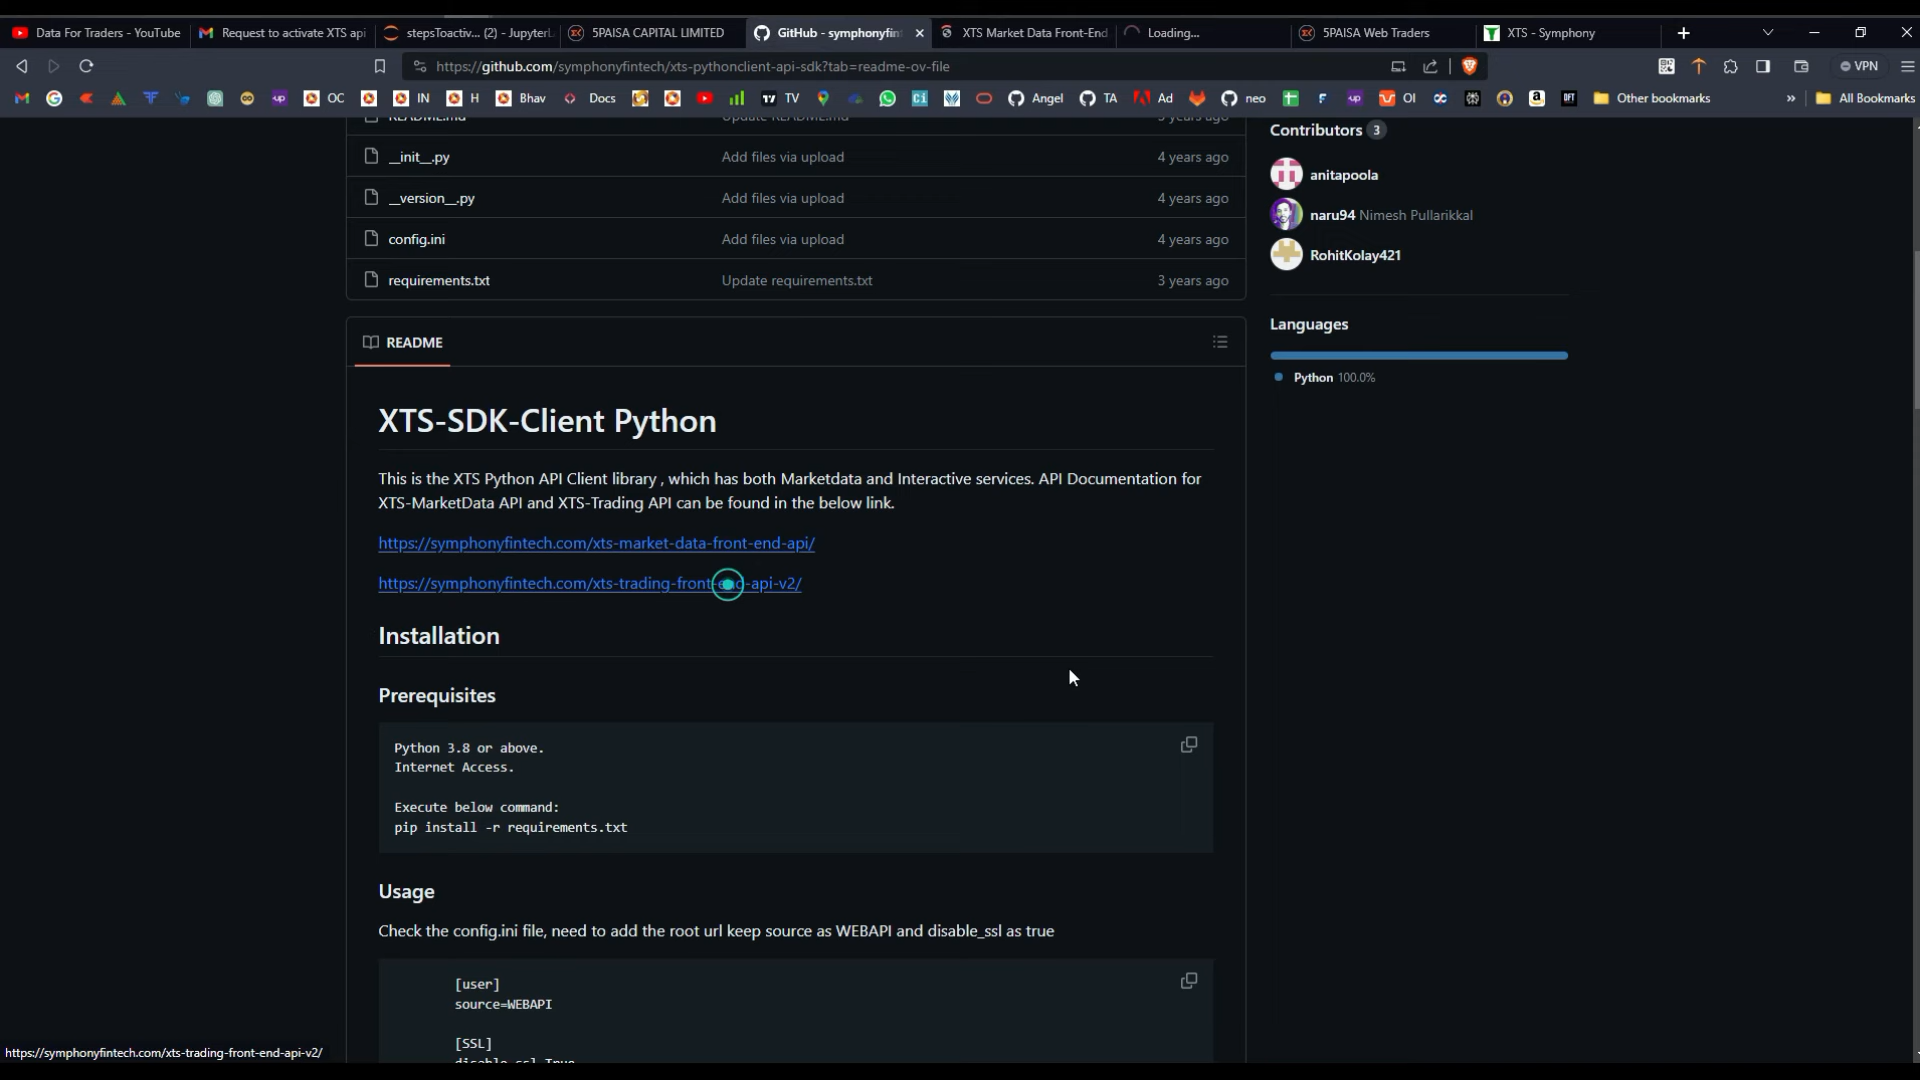 Data For Traders - YouTube
Request to activate XTS api
stepsToactiv... (2) - JupyterL
5PAISA CAPITAL LIMITED
GitHub - symphonyfin
XTS Market Data Front-End
Loading...
5PAISA Web Traders
XTS - Symphony
https://github.com/symphonyfintech/xts-pythonclient-api-sdk?tab=readme-ov-file
VPN
OC
IN
H
Bhav
Docs
TV
Angel
TA
Ad
neo
OI
Other bookmarks
All Bookmarks
README.md Update README.md 3 years ago
__init__.py Add files via upload 4 years ago
__version__.py Add files via upload 4 years ago
config.ini Add files via upload 4 years ago
requirements.txt Update requirements.txt 3 years ago
Contributors 3
anitapoola
naru94 Nimesh Pullarikkal
RohitKolay421
Languages
Python 100.0%
README
XTS-SDK-Client Python
This is the XTS Python API Client library , which has both Marketdata and Interactive services. API Documentation for
XTS-MarketData API and XTS-Trading API can be found in the below link.
https://symphonyfintech.com/xts-market-data-front-end-api/
https://symphonyfintech.com/xts-trading-front-end-api-v2/
Installation
Prerequisites
Python 3.8 or above.
Internet Access.
Execute below command:
pip install -r requirements.txt
Usage
Check the config.ini file, need to add the root url keep source as WEBAPI and disable_ssl as true
[user]
source=WEBAPI
[SSL]
disable_ssl=True
https://symphonyfintech.com/xts-trading-front-end-api-v2/